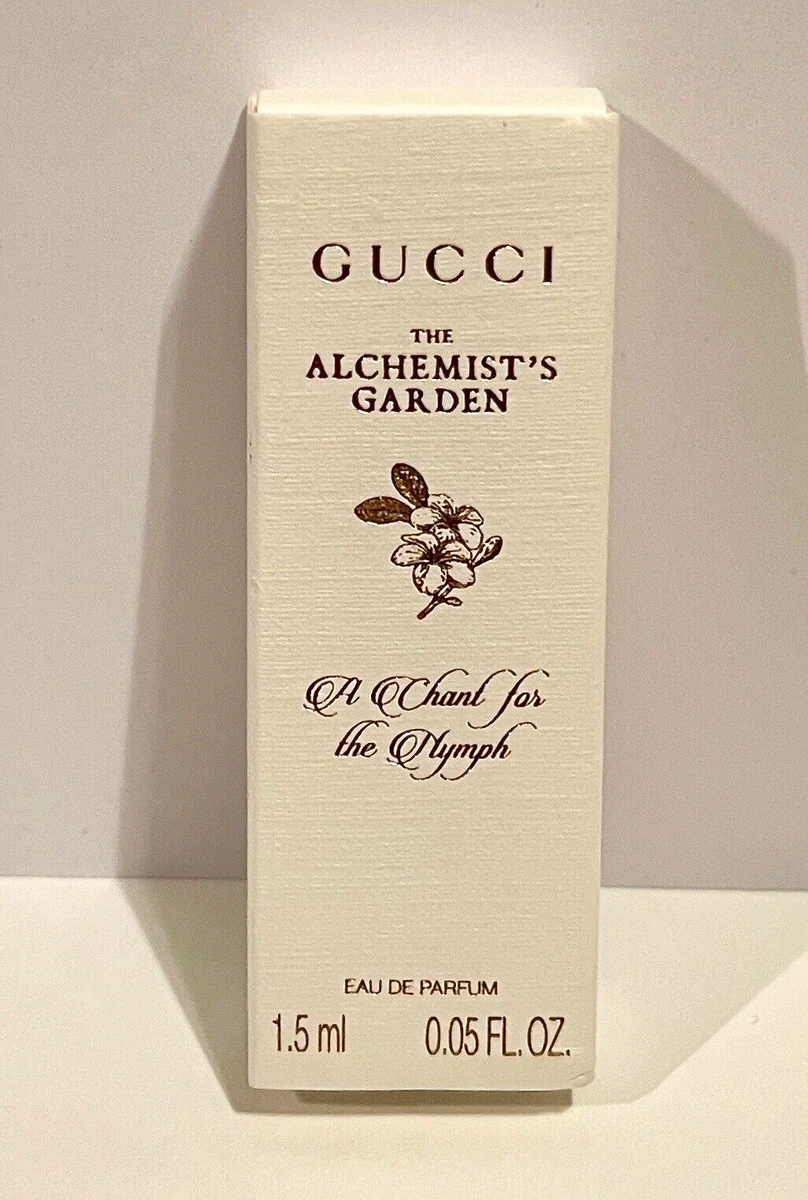 GUCCI
THE
ALCHEMIST'S
GARDEN
A Chant for
the Nymph
EAU DE PARFUM
1.5 ml 0.05 FL. OZ.